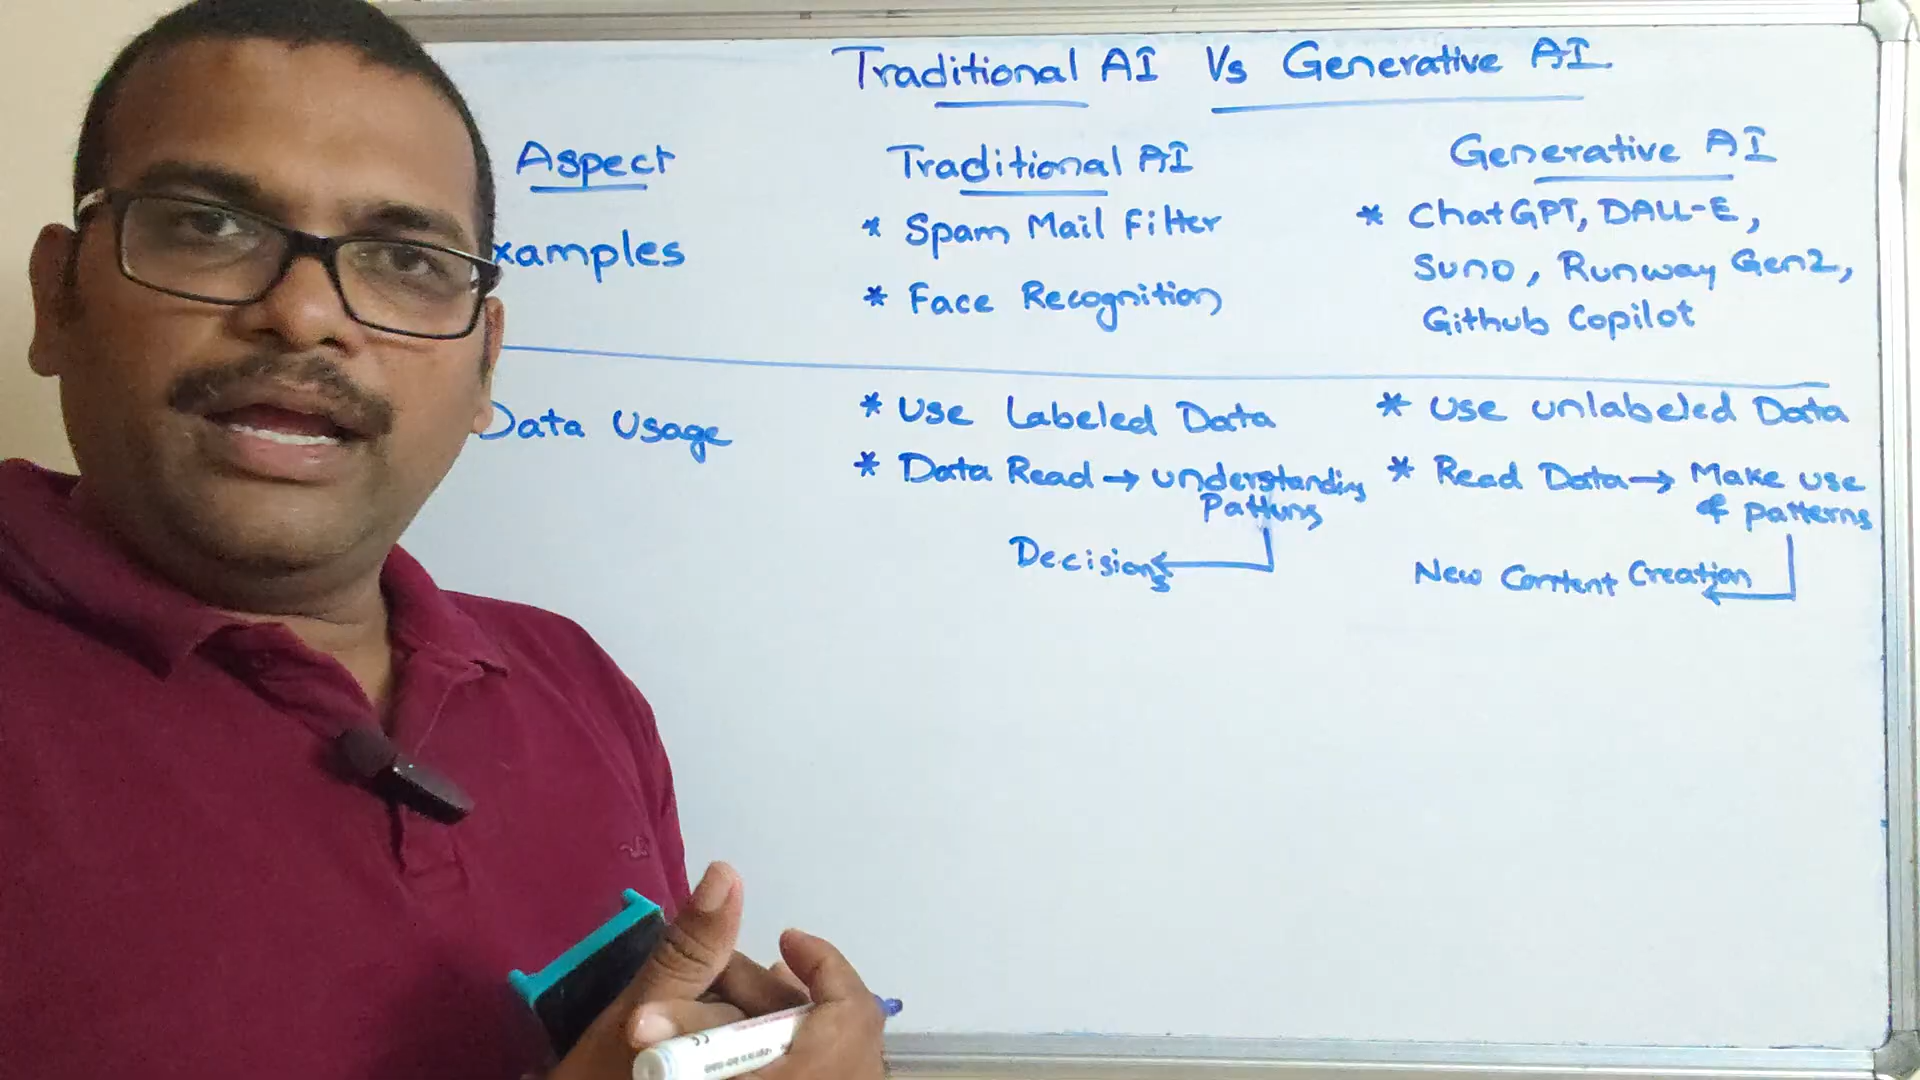 Traditional AI Vs Generative AI.
Aspect
Traditional AI
Generative AI
xamples
* Spam Mail Filter
* Face Recognition
* ChatGPT, DALL-E,
Suno, Runway Gen2,
Github Copilot
Data Usage
* Use Labeled Data
* Data Read → understanding
Patterns
Decisions
* Use unlabeled Data
* Read Data → Make use
of patterns
New Content Creation